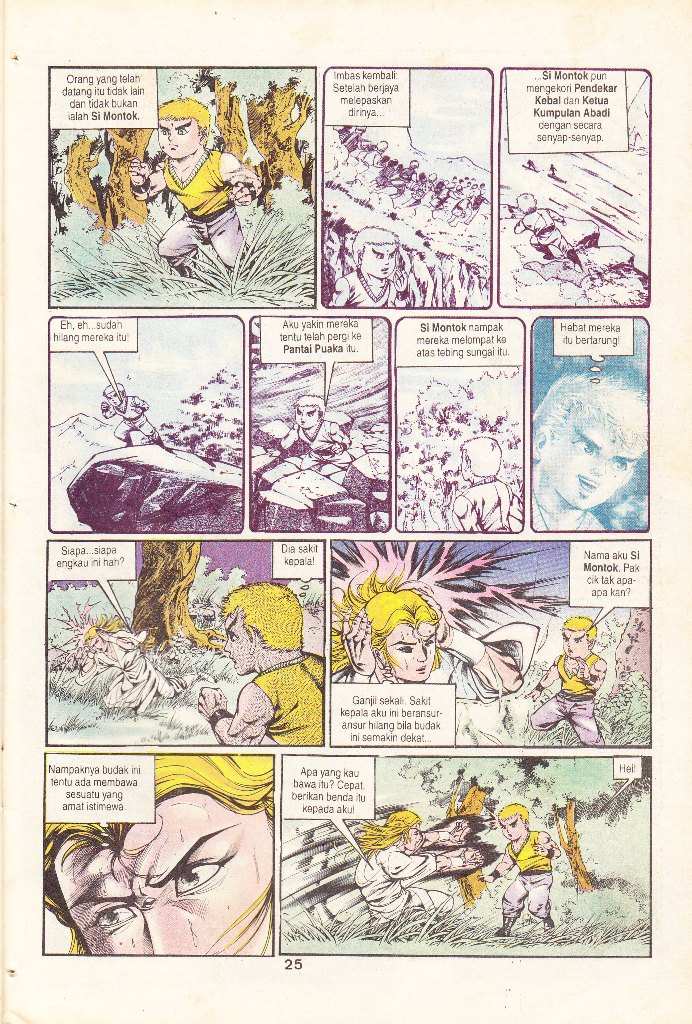 Orang yang telah
datang itu tidak lain
dan tidak bukan
ialah Si Montok.
Imbas kembali:
Setelah berjaya
melepaskan
dirinya...
...Si Montok pun
mengekori Pendekar
Kebal dan Ketua
Kumpulan Abadi
dengan secara
senyap-senyap.
Eh, eh...sudah
hilang mereka itu!
Aku yakin mereka
tentu telah pergi ke
Pantai Puaka itu.
Si Montok nampak
mereka melompat ke
atas tebing sungai itu.
Hebat mereka
itu bertarung!
Siapa...siapa
engkau ini hah?
Dia sakit
kepala!
Nama aku Si
Montok. Pak
cik tak apa-
apa kan?
Ganjil sekali. Sakit
kepala aku ini beransur-
ansur hilang bila budak
ini semakin dekat...
Nampaknya budak ini
tentu ada membawa
sesuatu yang
amat istimewa.
Apa yang kau
bawa itu? Cepat,
berikan benda itu
kepada aku!
Hei!
25